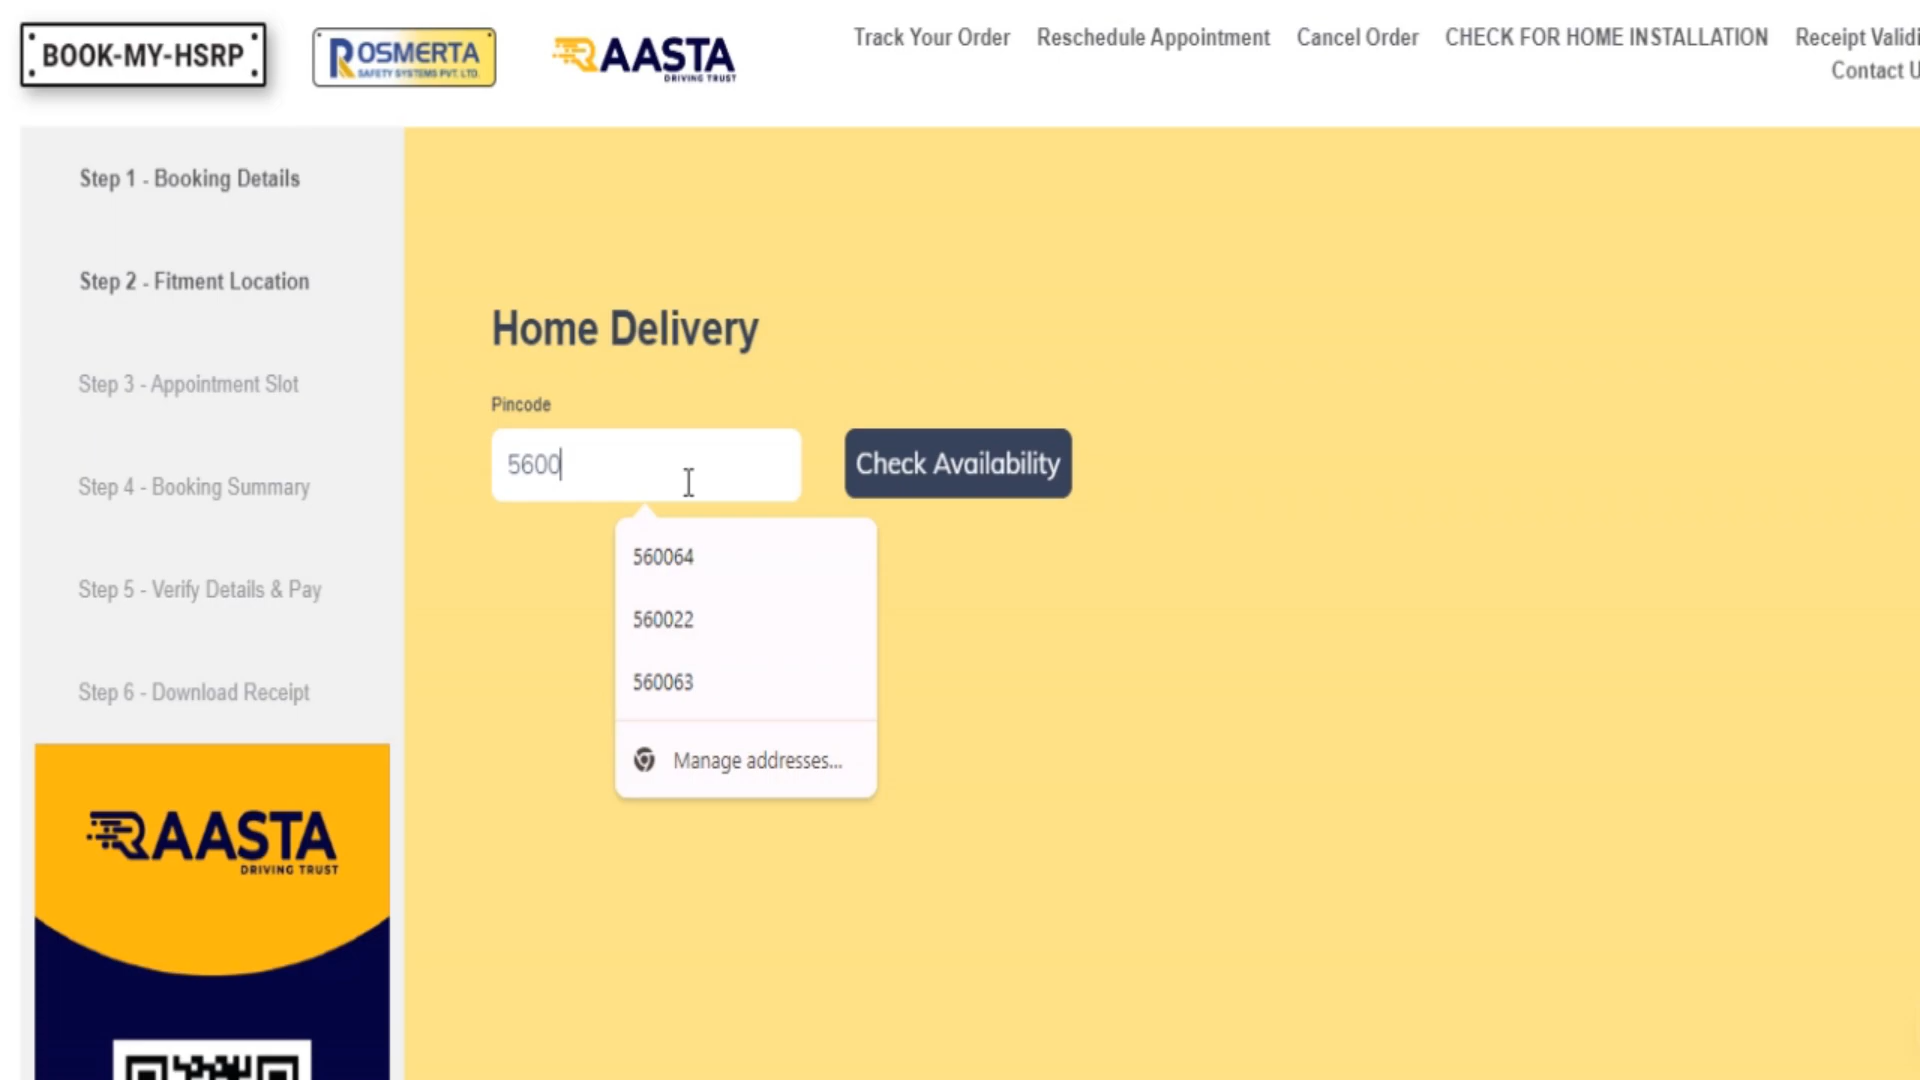 BOOK-MY-HSRP
ROSMERTA
SAFETY SYSTEMS PVT. LTD.
RAASTA
DRIVING TRUST
Track Your Order
Reschedule Appointment
Cancel Order
CHECK FOR HOME INSTALLATION
Receipt Validi
Contact U
Step 1 - Booking Details
Step 2 - Fitment Location
Step 3 - Appointment Slot
Step 4 - Booking Summary
Step 5 - Verify Details & Pay
Step 6 - Download Receipt
RAASTA
DRIVING TRUST
Home Delivery
Pincode
5600
Check Availability
560064
560022
560063
Manage addresses...